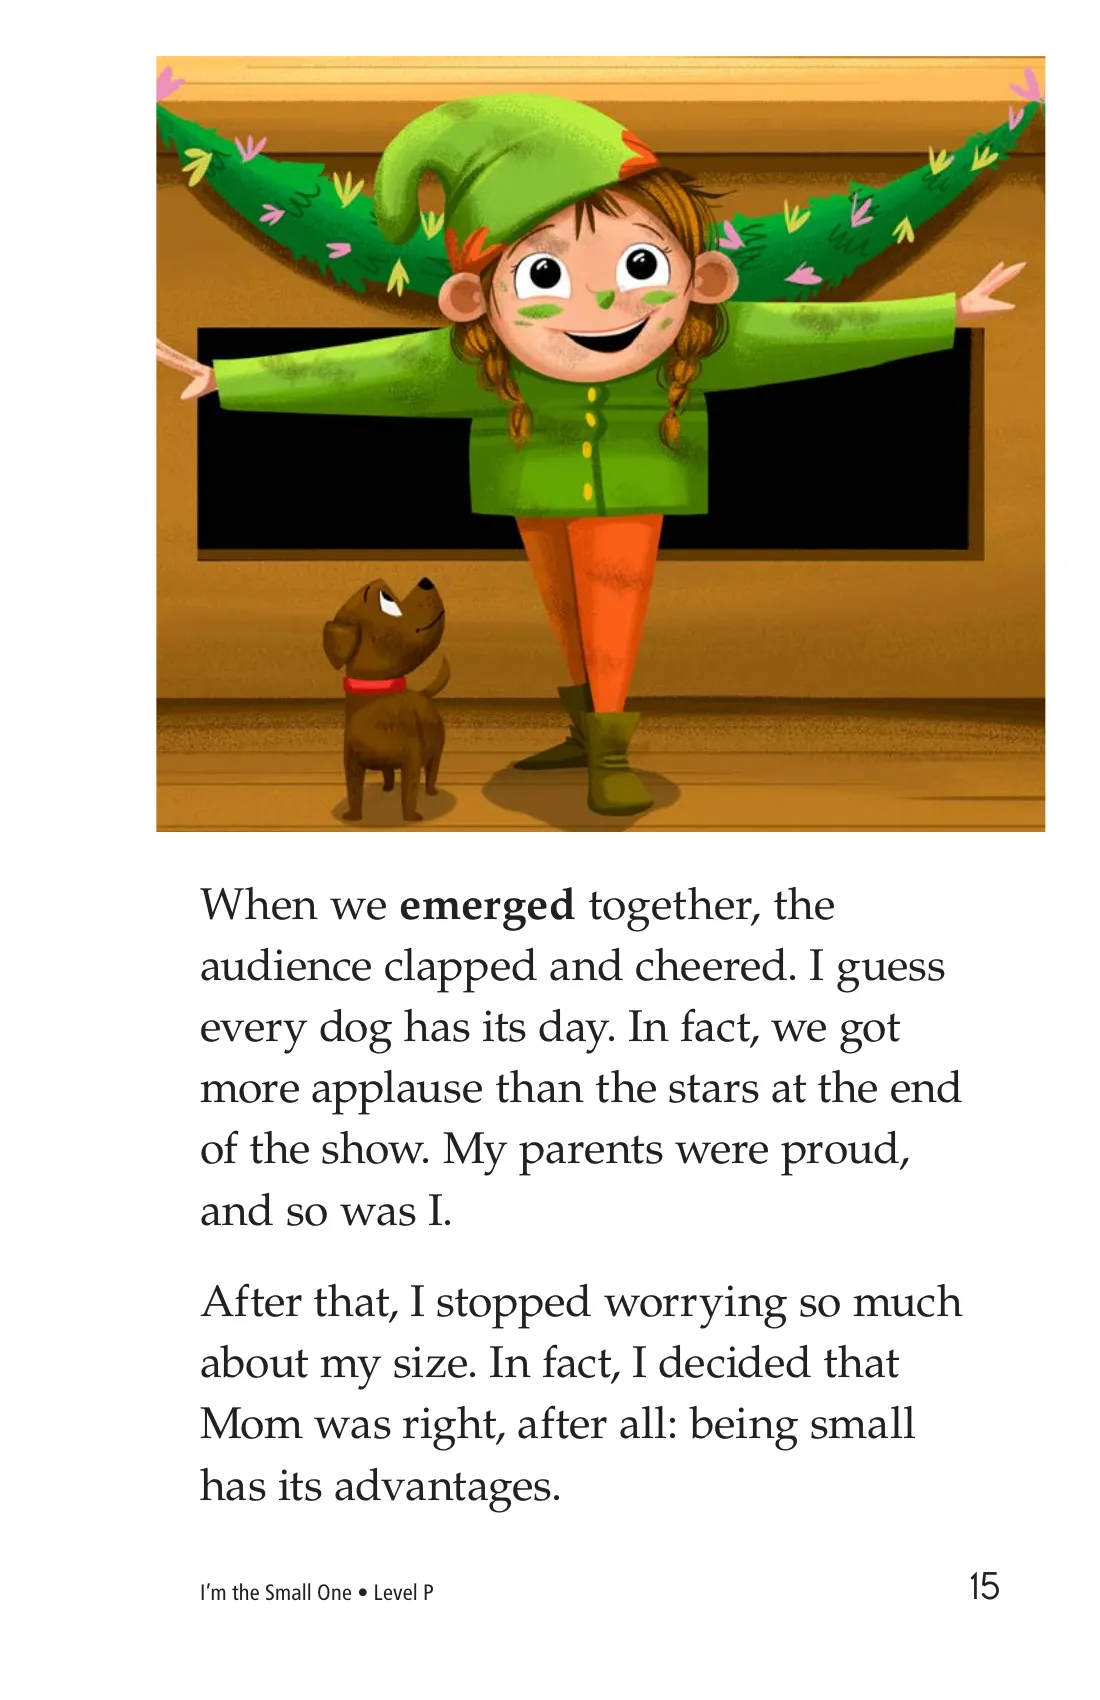 When we emerged together, the
audience clapped and cheered. I guess
every dog has its day. In fact, we got
more applause than the stars at the end
of the show. My parents were proud,
and so was I.
After that, I stopped worrying so much
about my size. In fact, I decided that
Mom was right, after all: being small
has its advantages.
I’m the Small One • Level P
15